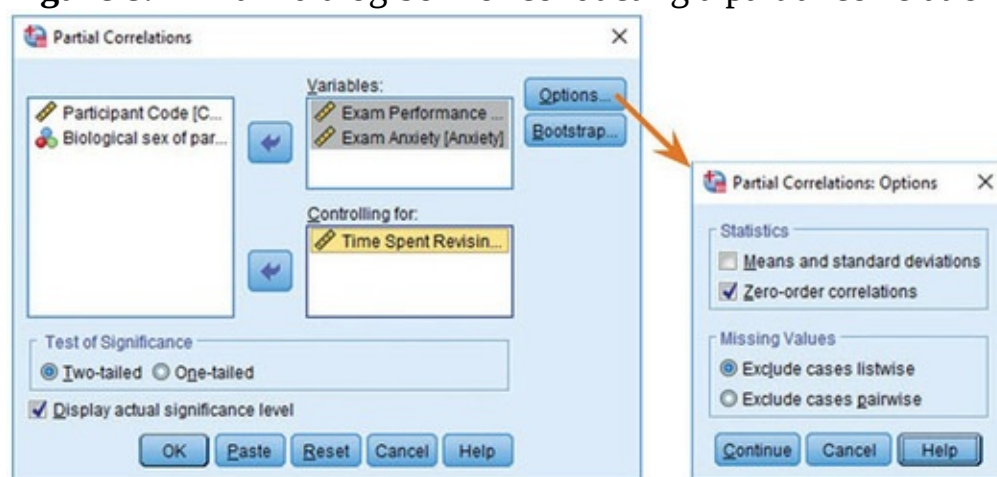 Partial Correlations
Variables:
Participant Code [C...
Biological sex of par...
Exam Performance ...
Exam Anxiety [Anxiety]
Options...
Bootstrap...
Controlling for:
Time Spent Revisin...
Test of Significance
Two-tailed One-tailed
Display actual significance level
OK Paste Reset Cancel Help
Partial Correlations: Options
Statistics
Means and standard deviations
Zero-order correlations
Missing Values
Exclude cases listwise
Exclude cases pairwise
Continue Cancel Help